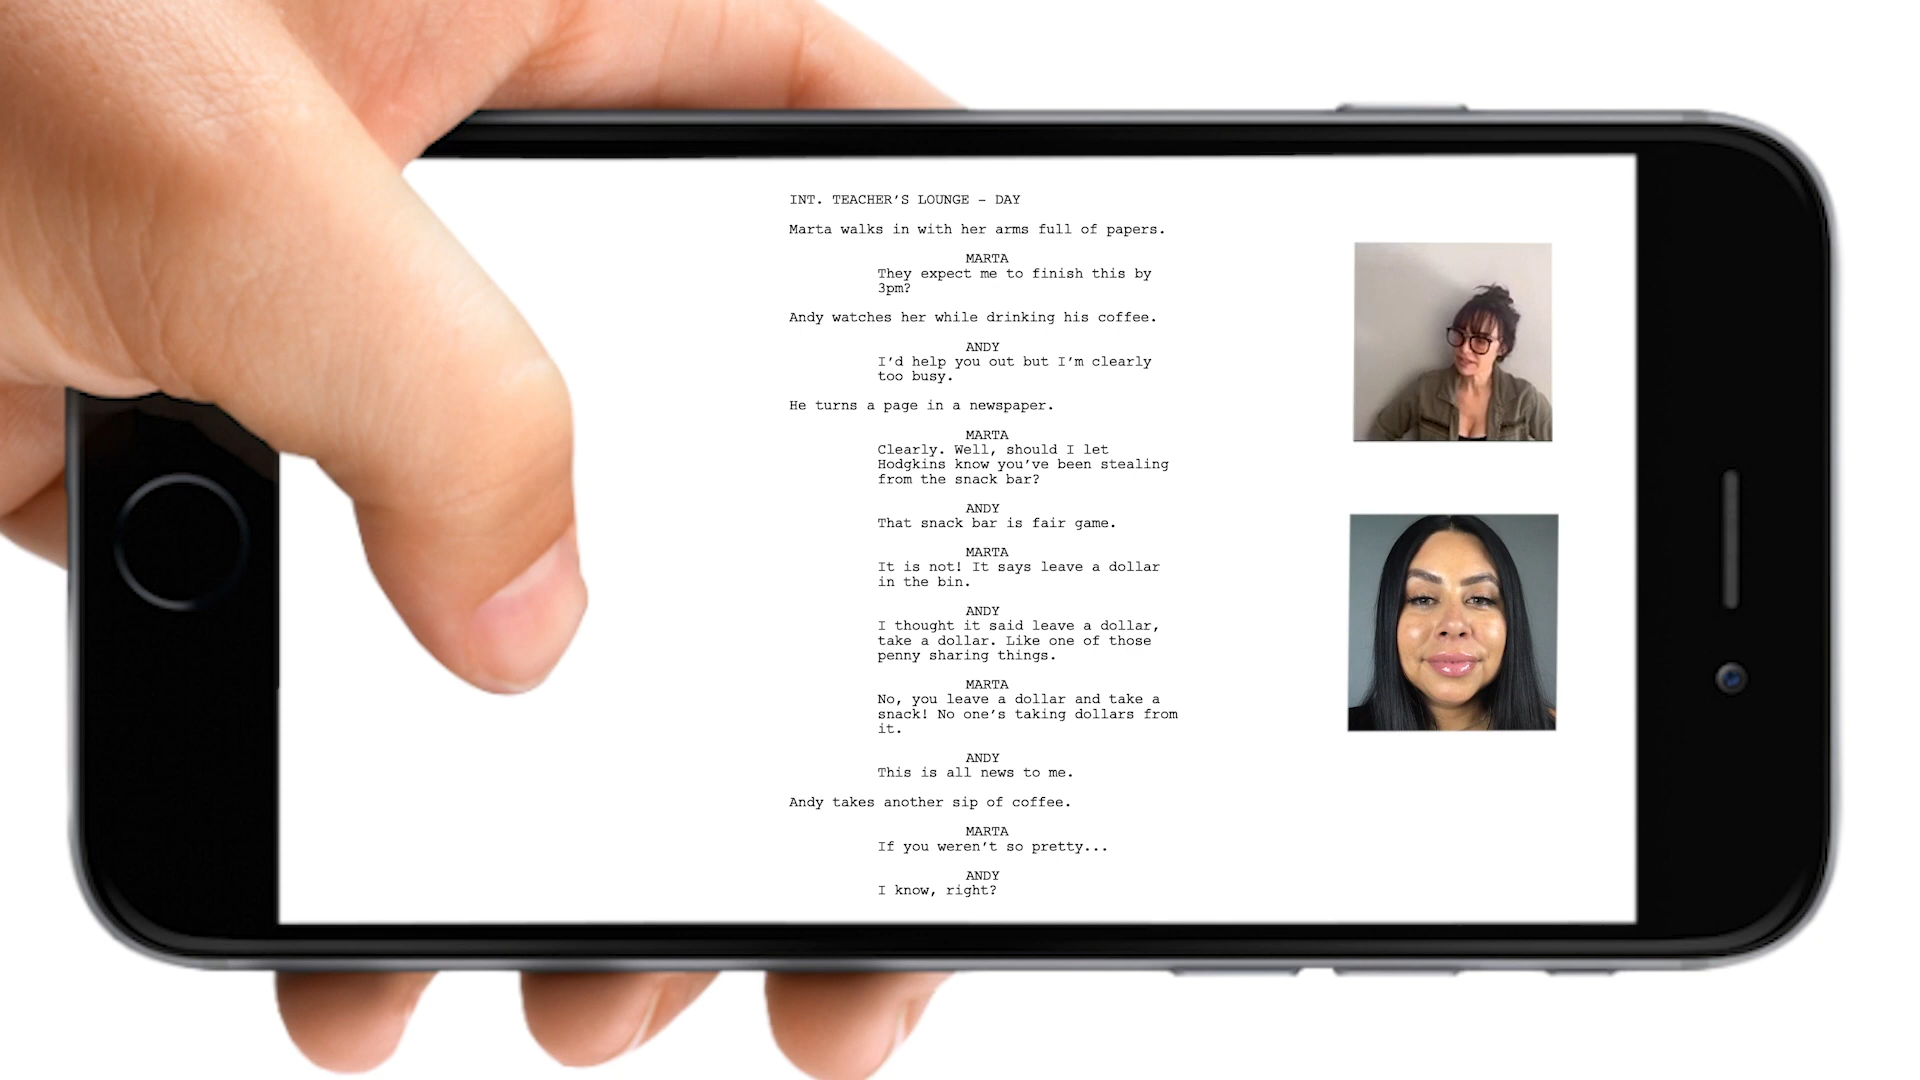 INT. TEACHER'S LOUNGE – DAY
Marta walks in with her arms full of papers.
MARTA
They expect me to finish this by
3pm?
Andy watches her while drinking his coffee.
ANDY
I'd help you out but I'm clearly
too busy.
He turns a page in a newspaper.
MARTA
Clearly. Well, should I let
Hodgkins know you've been stealing
from the snack bar?
ANDY
That snack bar is fair game.
MARTA
It is not! It says leave a dollar
in the bin.
ANDY
I thought it said leave a dollar,
take a dollar. Like one of those
penny sharing things.
MARTA
No, you leave a dollar and take a
snack! No one's taking dollars from
it.
ANDY
This is all news to me.
Andy takes another sip of coffee.
MARTA
If you weren't so pretty...
ANDY
I know, right?